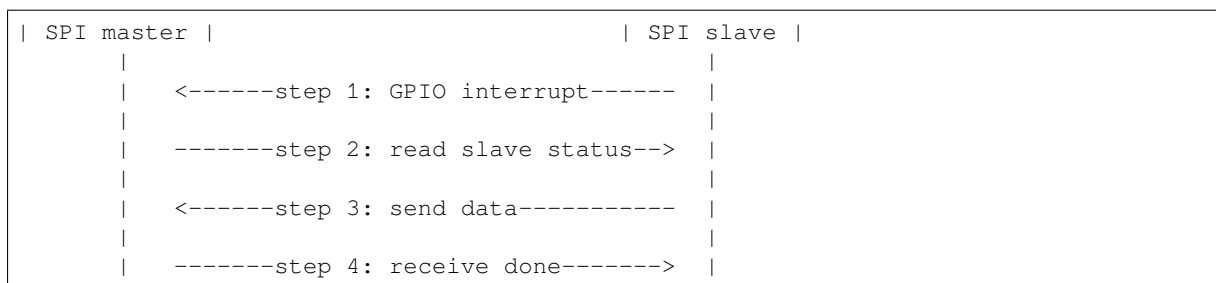 | SPI master |                                | SPI slave |
       |                                              |
       |   <------step 1: GPIO interrupt------  |
       |                                              |
       |   -------step 2: read slave status-->  |
       |                                              |
       |   <------step 3: send data-----------  |
       |                                              |
       |   -------step 4: receive done------->  |